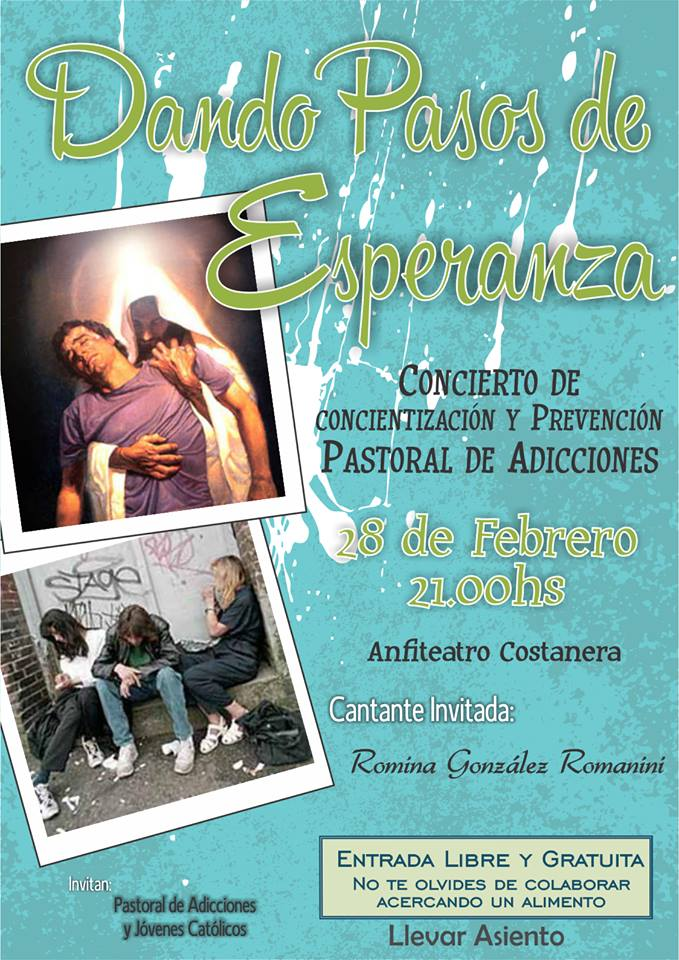 Dando Pasos de
Esperanza
CONCIERTO DE
CONCIENTIZACIÓN Y PREVENCIÓN
PASTORAL DE ADICCIONES
28 de Febrero
21.00hs
Anfiteatro Costanera
Cantante Invitada:
Romina González Romanini
ENTRADA LIBRE Y GRATUITA
NO TE OLVIDES DE COLABORAR
ACERCANDO UN ALIMENTO
Llevar Asiento
Invitan:
Pastoral de Adicciones
y Jóvenes Católicos
STAGE